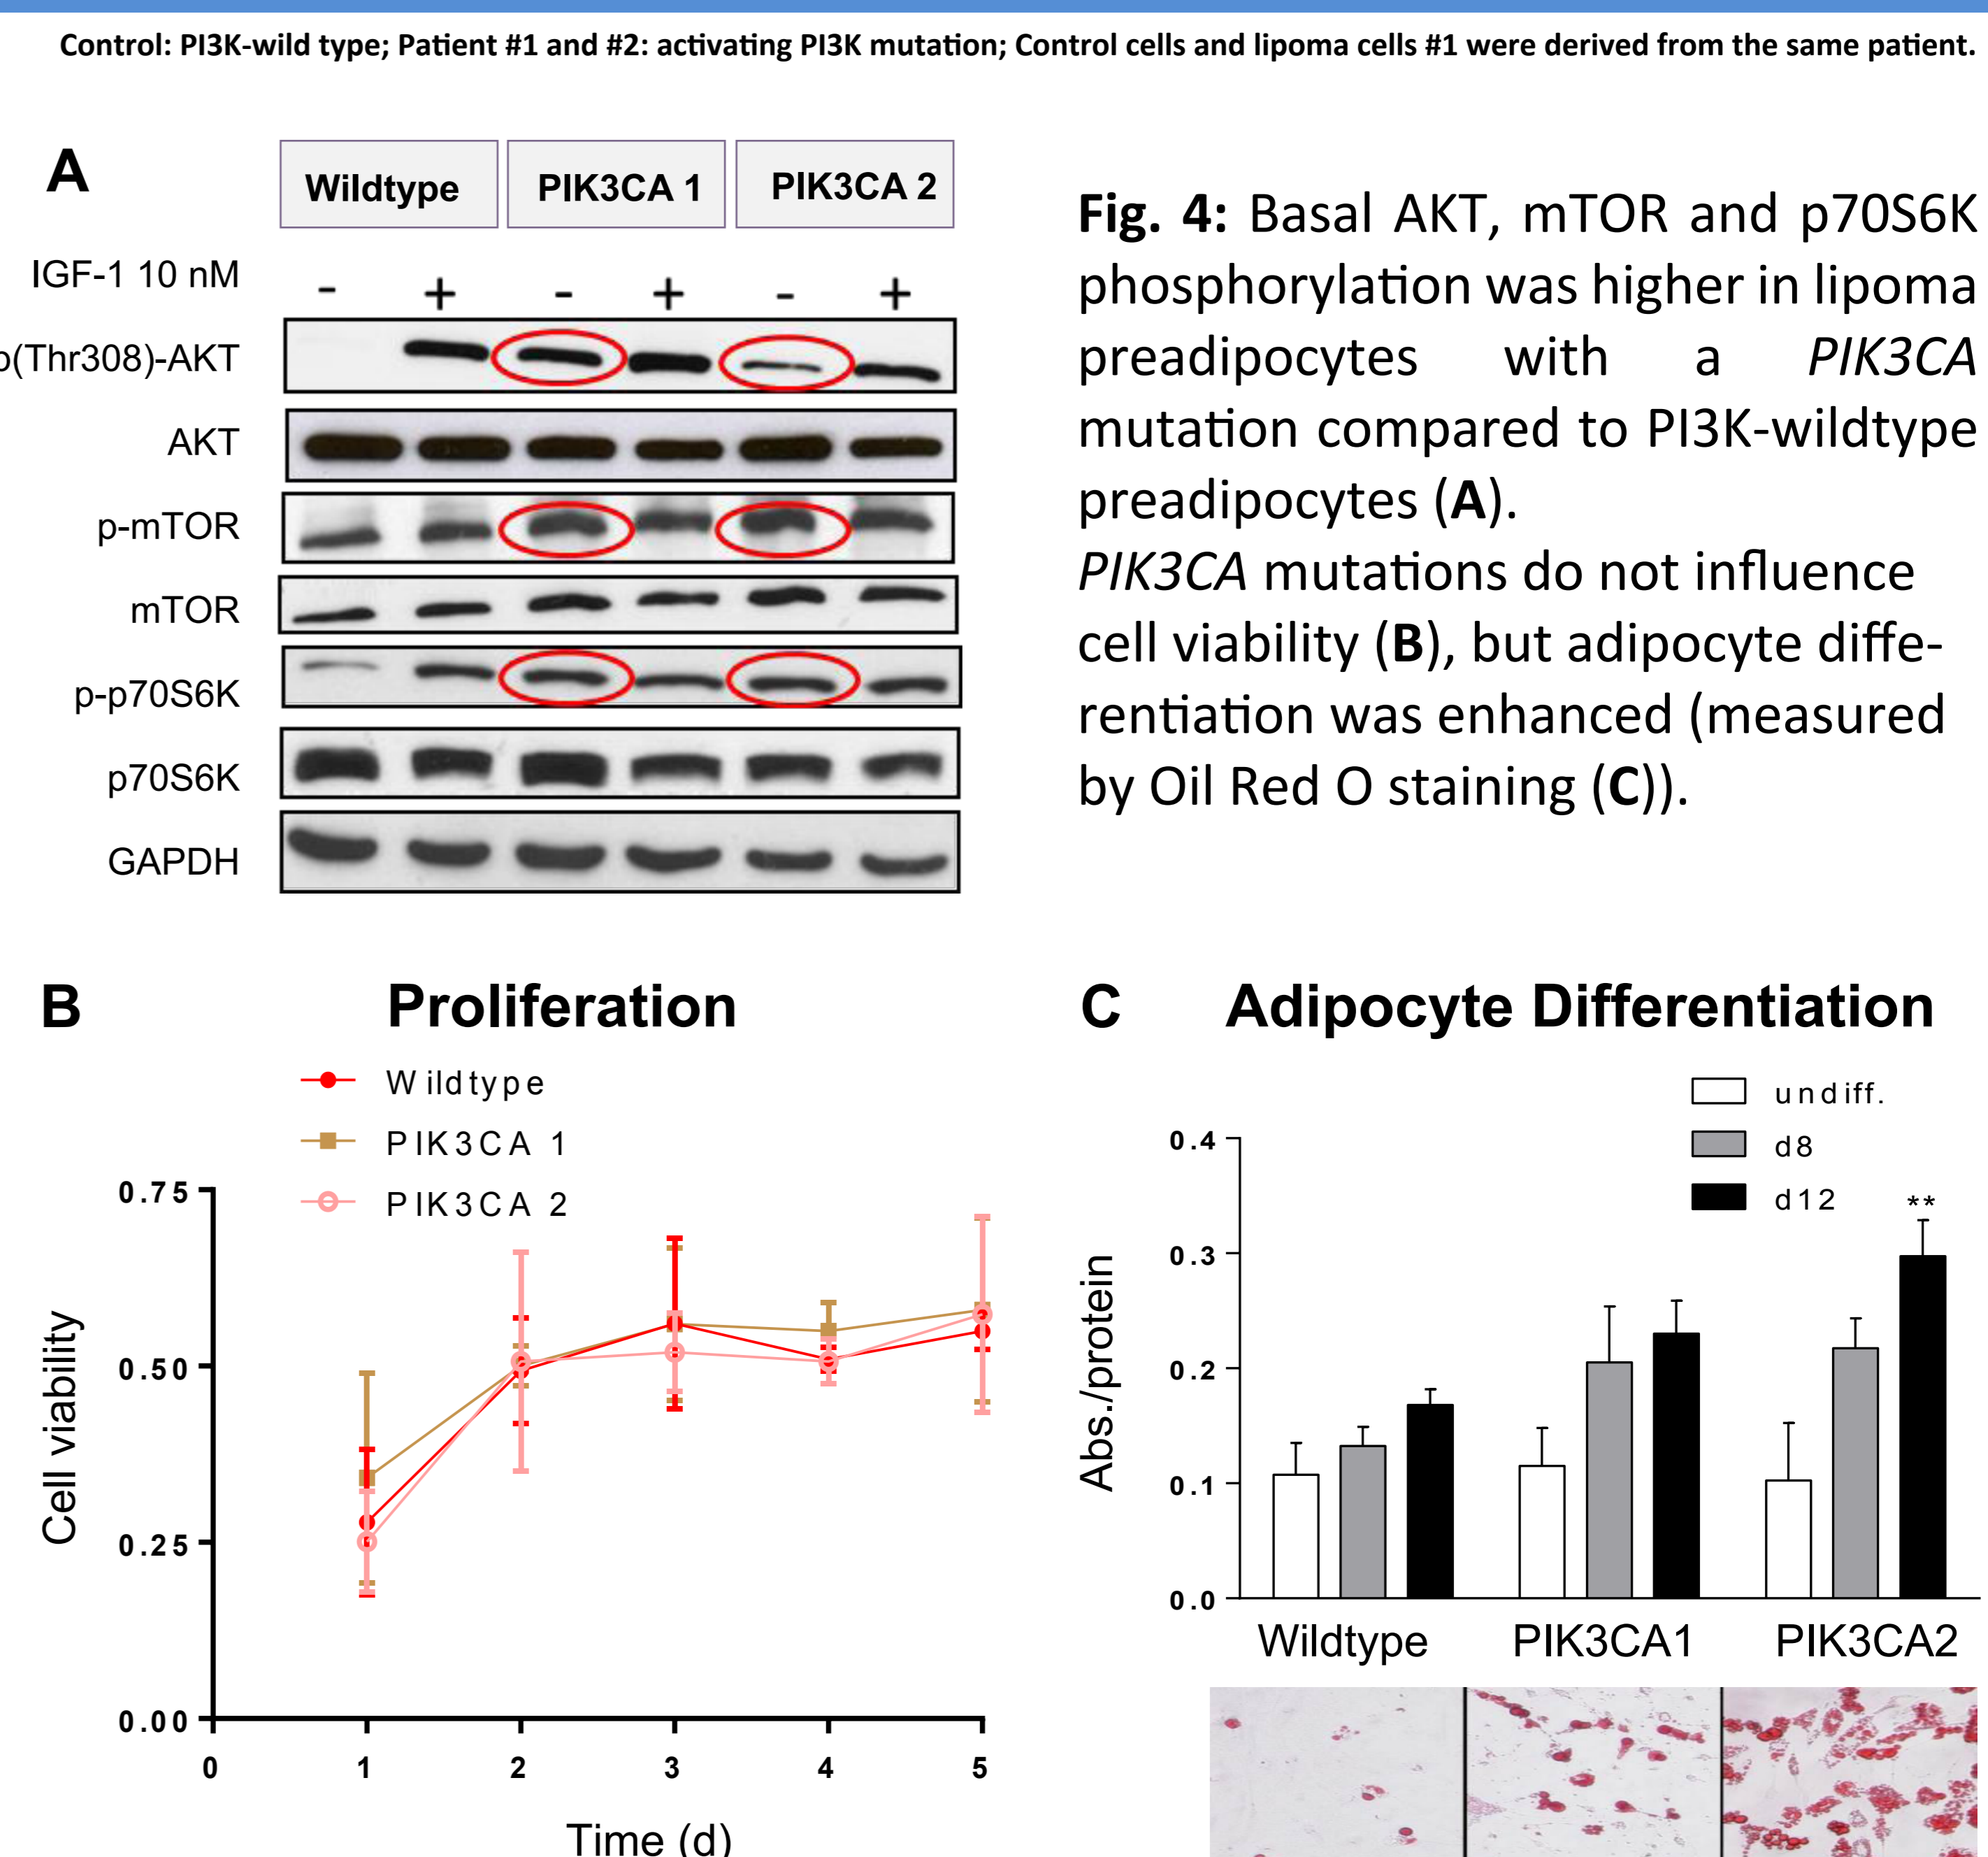 Control: PI3K-wild type; Patient #1 and #2: activating PI3K mutation; Control cells and lipoma cells #1 were derived from the same patient.
A
Wildtype PIK3CA 1 PIK3CA 2
IGF-1 10 nM - + - + - +
(Thr308)-AKT
AKT
p-mTOR
mTOR
p-p70S6K
p70S6K
GAPDH
Fig. 4: Basal AKT, mTOR and p70S6K
phosphorylation was higher in lipoma
preadipocytes with a PIK3CA
mutation compared to PI3K-wildtype
preadipocytes (A).
PIK3CA mutations do not influence
cell viability (B), but adipocyte diffe-
rentiation was enhanced (measured
by Oil Red O staining (C)).
B Proliferation
Wildtype
PIK3CA 1
PIK3CA 2
Cell viability
0.75
0.50
0.25
0.00
0 1 2 3 4 5
Time (d)
C Adipocyte Differentiation
undiff.
d8
d12
**
Abs./protein
0.4
0.3
0.2
0.1
0.0
Wildtype PIK3CA1 PIK3CA2